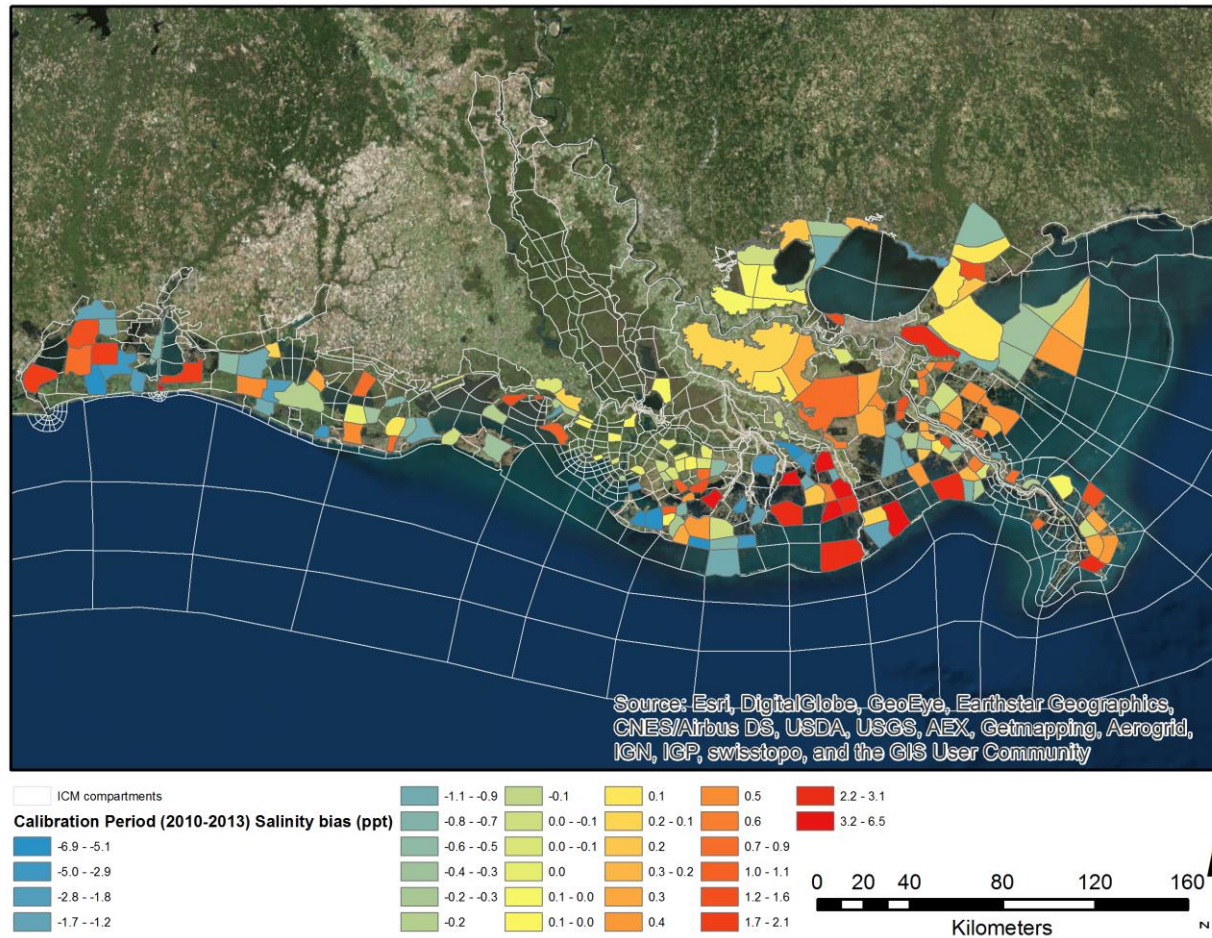 Source: Esri, DigitalGlobe, GeoEye, Earthstar Geographics,
CNES/Airbus DS, USDA, USGS, AEX, Getmapping, Aerogrid,
IGN, IGP, swisstopo, and the GIS User Community
ICM compartments
Calibration Period (2010-2013) Salinity bias (ppt)
-6.9 - -5.1
-5.0 - -2.9
-2.8 - -1.8
-1.7 - -1.2
-1.1 - -0.9
-0.8 - -0.7
-0.6 - -0.5
-0.4 - -0.3
-0.2 - -0.3
-0.2
-0.1
0.0 - -0.1
0.0 - -0.1
0.0
0.1 - 0.0
0.1 - 0.0
0.1
0.2 - 0.1
0.2
0.3 - 0.2
0.3
0.4
0.5
0.6
0.7 - 0.9
1.0 - 1.1
1.2 - 1.6
1.7 - 2.1
2.2 - 3.1
3.2 - 6.5
0 20 40 80 120 160
Kilometers
z